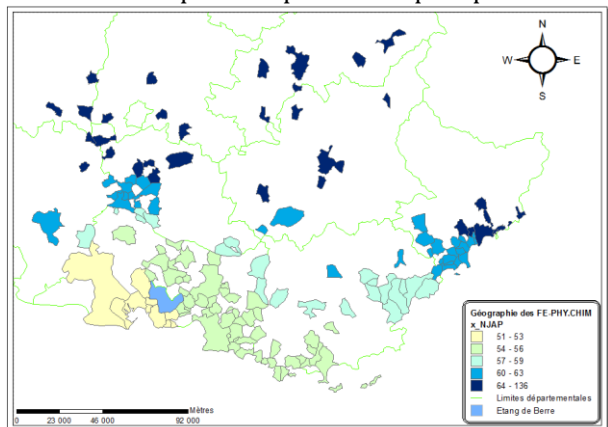 N
W E
S
Géographie des FE-PHY.CHIM
x_NJAP
51 - 53
54 - 56
57 - 59
60 - 63
64 - 136
Limites départementales
Etang de Berre
Mètres
0 23 000 46 000 92 000